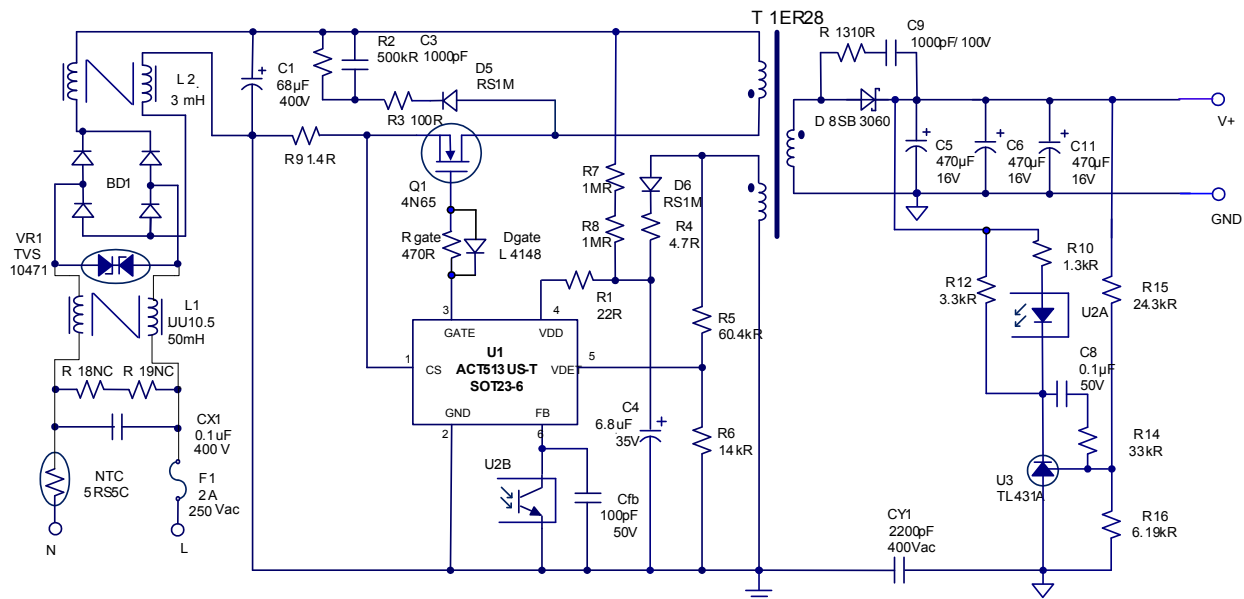 T 1ER28
R2
500kR
C3
1000pF
D5
RS1M
C1
68µF
400V
L 2.
3 mH
R3 100R
R9 1.4R
Q1
4N65
R gate
470R
Dgate
L 4148
R7
1MR
R8
1MR
D6
RS1M
R4
4.7R
R1
22R
R5
60.4kR
R6
14kR
C4
6.8uF
35V
BD1
VR1
TVS
10471
L1
UU10.5
50mH
R 18NC
R 19NC
CX1
0.1uF
400 V
NTC
5RS5C
F1
2 A
250 Vac
N
L
3
4
1
5
2
6
GATE
VDD
U1
ACT513 US-T
SOT23-6
CS
VDET
GND
FB
U2B
Cfb
100pF
50V
R 1310R
C9
1000pF/ 100V
D 8SB 3060
V+
C5
470µF
16V
C6
470µF
16V
C11
470µF
16V
GND
R12
3.3kR
R10
1.3kR
U2A
R15
24.3kR
C8
0.1µF
50V
R14
33kR
U3
TL431A
R16
6.19kR
CY1
2200pF
400Vac